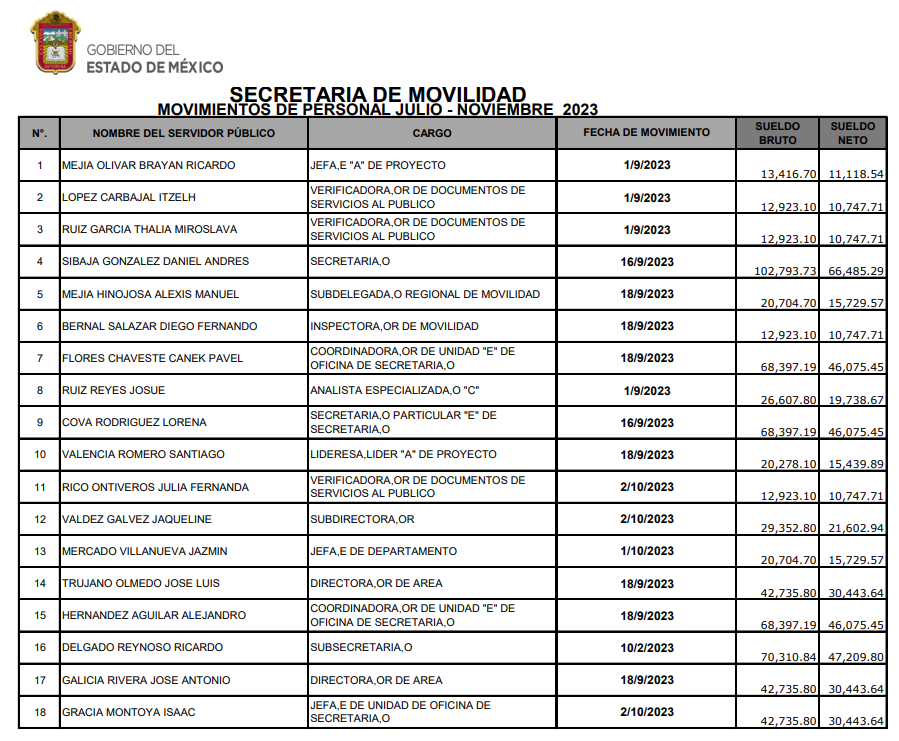 GOBIERNO DEL
ESTADO DE MÉXICO
SECRETARIA DE MOVILIDAD
MOVIMIENTOS DE PERSONAL JULIO - NOVIEMBRE 2023
N°. NOMBRE DEL SERVIDOR PÚBLICO CARGO FECHA DE MOVIMIENTO SUELDO BRUTO SUELDO NETO
1 MEJIA OLIVAR BRAYAN RICARDO JEFA,E "A" DE PROYECTO 1/9/2023 13,416.70 11,118.54
2 LOPEZ CARBAJAL ITZELH VERIFICADORA,OR DE DOCUMENTOS DE SERVICIOS AL PUBLICO 1/9/2023 12,923.10 10,747.71
3 RUIZ GARCIA THALIA MIROSLAVA VERIFICADORA,OR DE DOCUMENTOS DE SERVICIOS AL PUBLICO 1/9/2023 12,923.10 10,747.71
4 SIBAJA GONZALEZ DANIEL ANDRES SECRETARIA,O 16/9/2023 102,793.73 66,485.29
5 MEJIA HINOJOSA ALEXIS MANUEL SUBDELEGADA,O REGIONAL DE MOVILIDAD 18/9/2023 20,704.70 15,729.57
6 BERNAL SALAZAR DIEGO FERNANDO INSPECTORA,OR DE MOVILIDAD 18/9/2023 12,923.10 10,747.71
7 FLORES CHAVESTE CANEK PAVEL COORDINADORA,OR DE UNIDAD "E" DE OFICINA DE SECRETARIA,O 18/9/2023 68,397.19 46,075.45
8 RUIZ REYES JOSUE ANALISTA ESPECIALIZADA,O "C" 1/9/2023 26,607.80 19,738.67
9 COVA RODRIGUEZ LORENA SECRETARIA,O PARTICULAR "E" DE SECRETARIA,O 16/9/2023 68,397.19 46,075.45
10 VALENCIA ROMERO SANTIAGO LIDERESA,LIDER "A" DE PROYECTO 18/9/2023 20,278.10 15,439.89
11 RICO ONTIVEROS JULIA FERNANDA VERIFICADORA,OR DE DOCUMENTOS DE SERVICIOS AL PUBLICO 2/10/2023 12,923.10 10,747.71
12 VALDEZ GALVEZ JAQUELINE SUBDIRECTORA,OR 2/10/2023 29,352.80 21,602.94
13 MERCADO VILLANUEVA JAZMIN JEFA,E DE DEPARTAMENTO 1/10/2023 20,704.70 15,729.57
14 TRUJANO OLMEDO JOSE LUIS DIRECTORA,OR DE AREA 18/9/2023 42,735.80 30,443.64
15 HERNANDEZ AGUILAR ALEJANDRO COORDINADORA,OR DE UNIDAD "E" DE OFICINA DE SECRETARIA,O 18/9/2023 68,397.19 46,075.45
16 DELGADO REYNOSO RICARDO SUBSECRETARIA,O 10/2/2023 70,310.84 47,209.80
17 GALICIA RIVERA JOSE ANTONIO DIRECTORA,OR DE AREA 18/9/2023 42,735.80 30,443.64
18 GRACIA MONTOYA ISAAC JEFA,E DE UNIDAD DE OFICINA DE SECRETARIA,O 2/10/2023 42,735.80 30,443.64